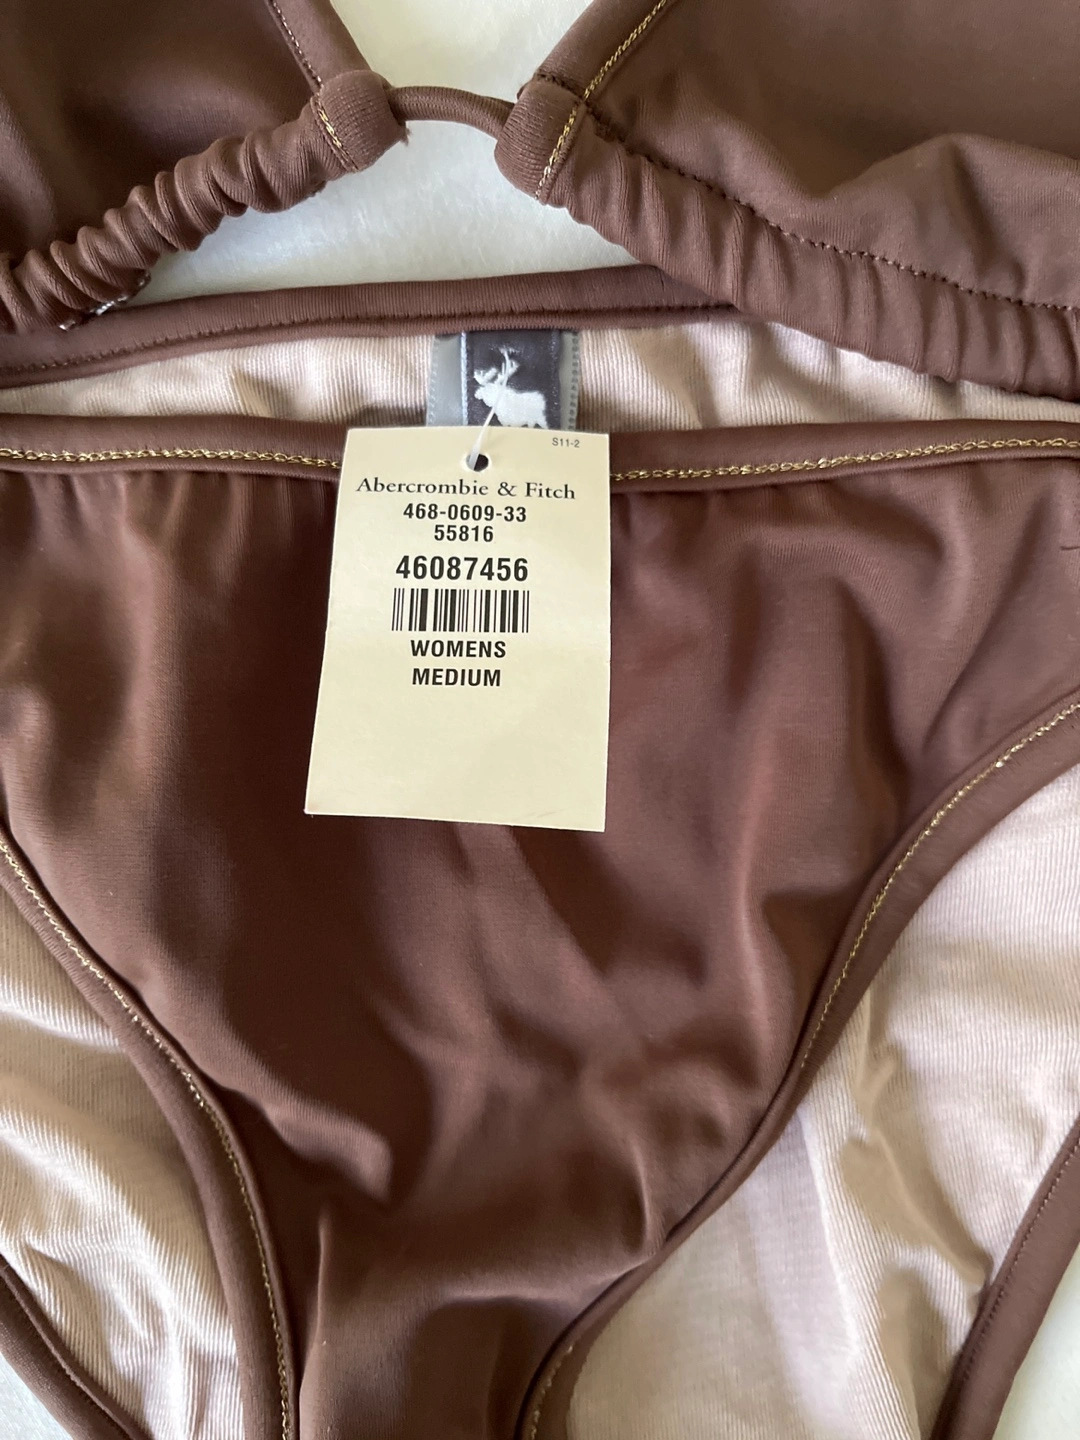 S11-2
Abercrombie & Fitch
468-0609-33
55816
46087456
WOMENS
MEDIUM